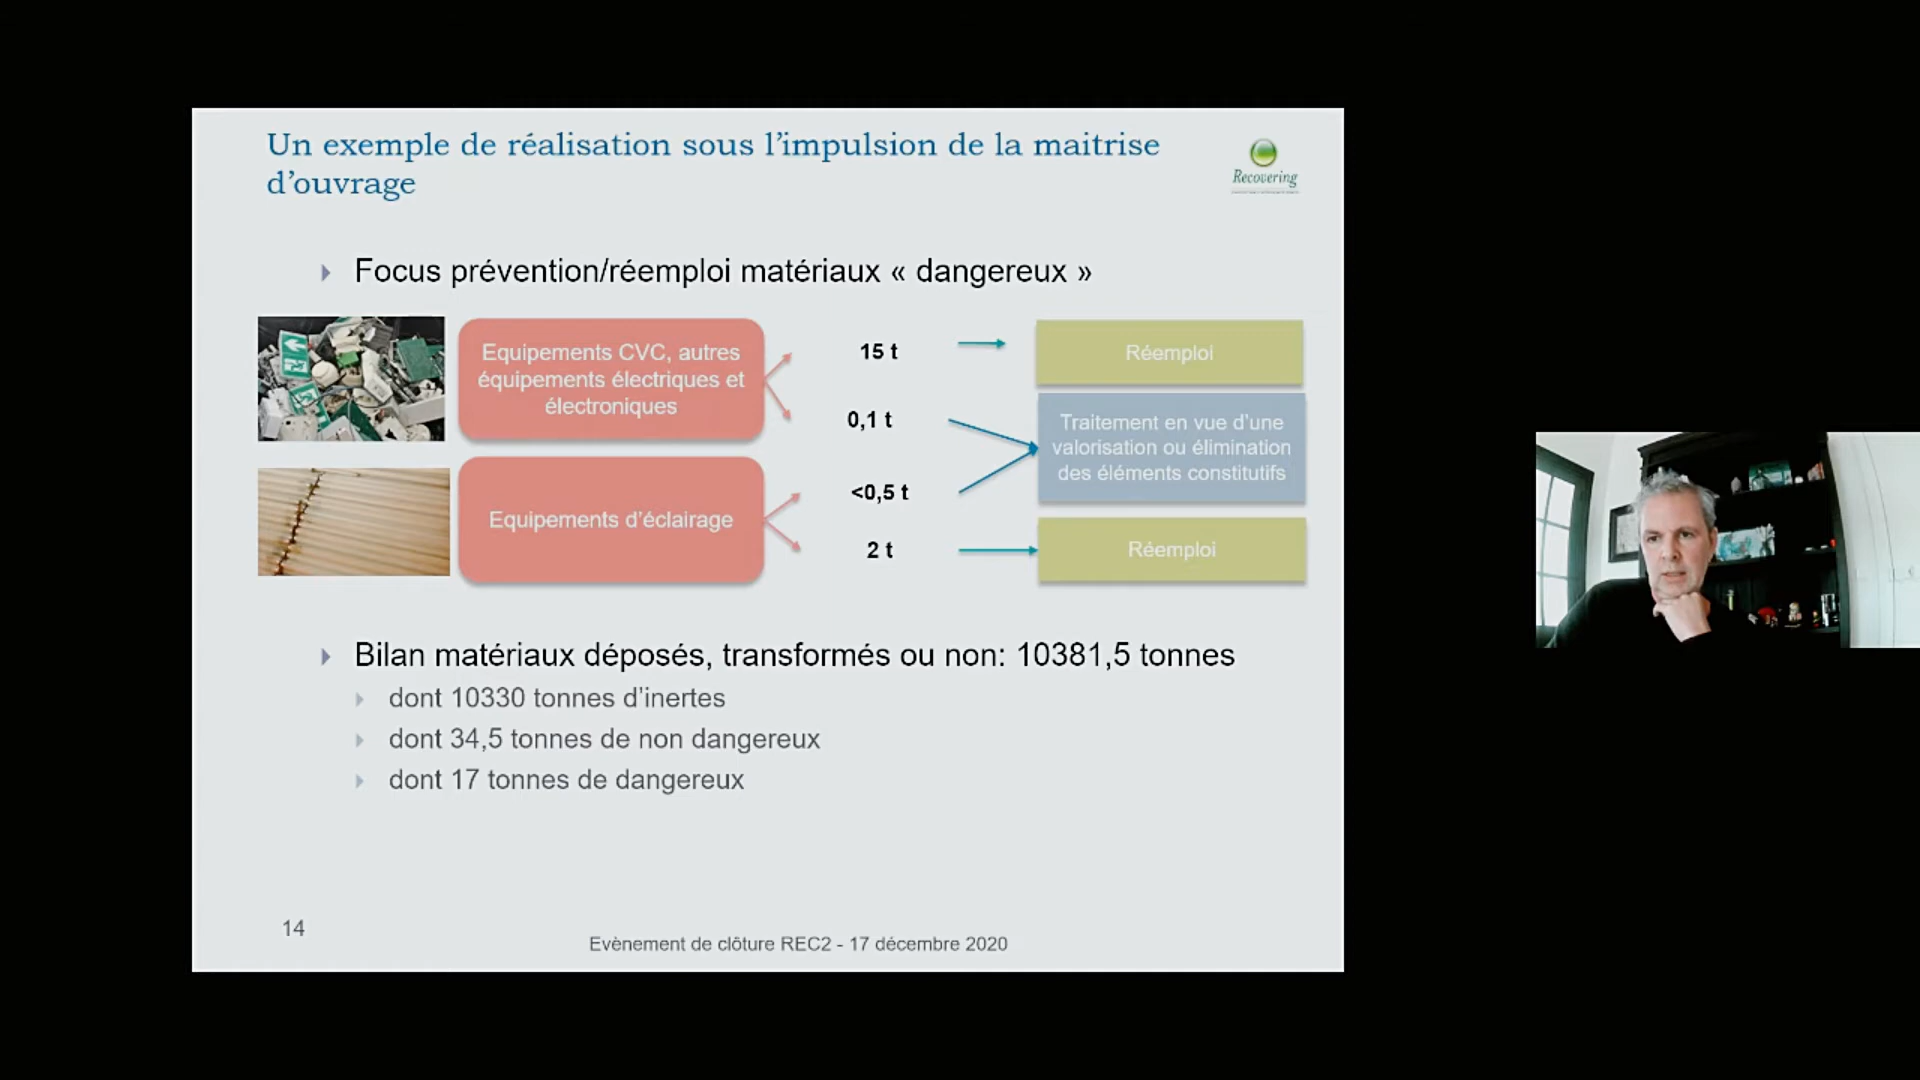 Un exemple de réalisation sous l’impulsion de la maitrise
d’ouvrage
Recovering
Focus prévention/réemploi matériaux « dangereux »
Equipements CVC, autres
équipements électriques et
électroniques
15 t
Réemploi
0,1 t
Traitement en vue d’une
valorisation ou élimination
des éléments constitutifs
Equipements d’éclairage
<0,5 t
2 t
Réemploi
Bilan matériaux déposés, transformés ou non: 10381,5 tonnes
dont 10330 tonnes d’inertes
dont 34,5 tonnes de non dangereux
dont 17 tonnes de dangereux
14
Evènement de clôture REC2 - 17 décembre 2020